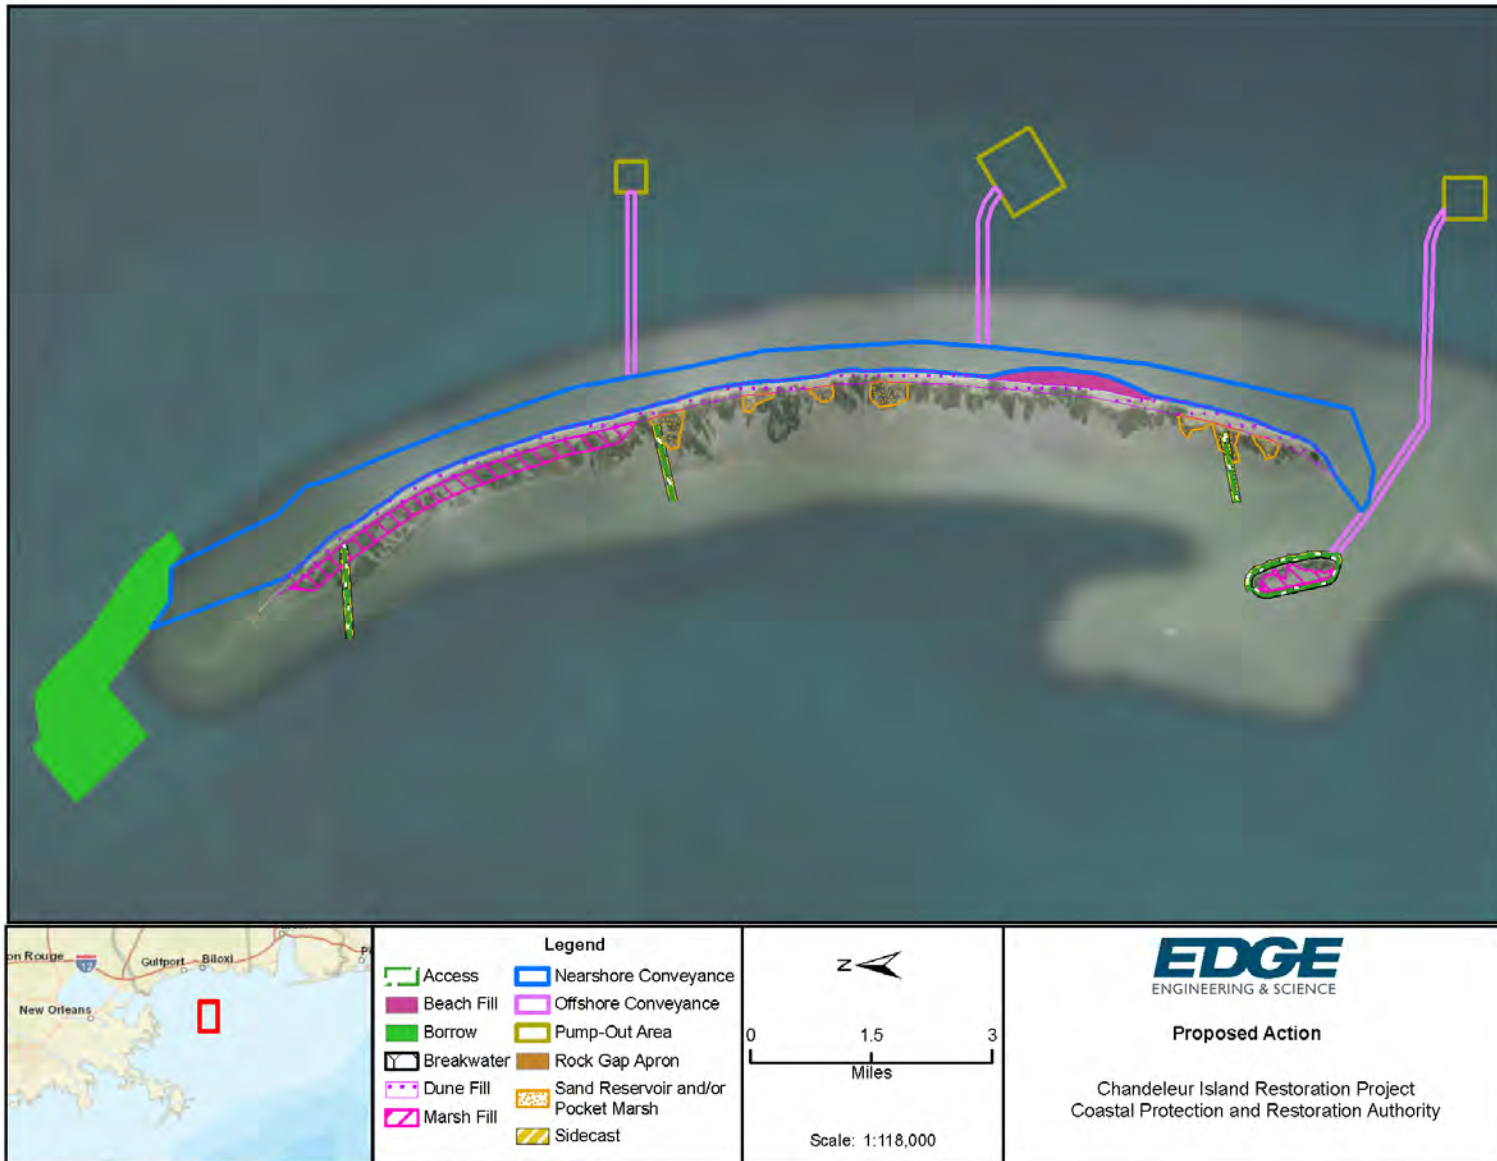 on Rouge
12
Gulfport
Biloxi
New Orleans
Legend
Access
Beach Fill
Borrow
Breakwater
Dune Fill
Marsh Fill
Nearshore Conveyance
Offshore Conveyance
Pump-Out Area
Rock Gap Apron
Sand Reservoir and/or
Pocket Marsh
Sidecast
N
0 1.5 3
Miles
Scale: 1:118,000
EDGE
ENGINEERING & SCIENCE
Proposed Action
Chandeleur Island Restoration Project
Coastal Protection and Restoration Authority